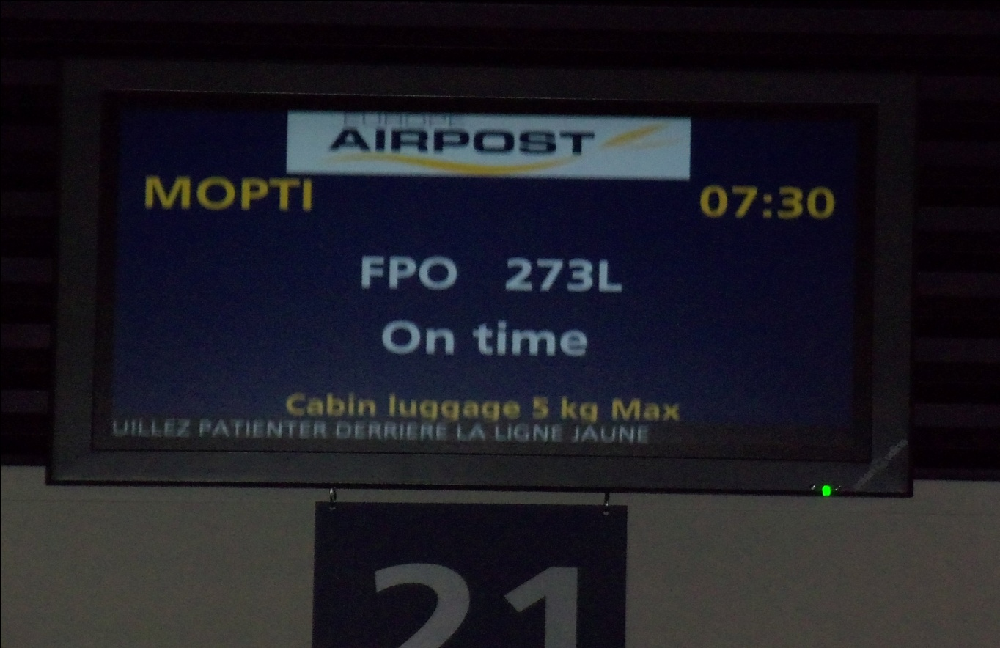 EUROPE
AIRPOST
MOPTI 07:30
FPO 273L
On time
Cabin luggage 5 kg Max
UILLEZ PATIENTER DERRIERE LA LIGNE JAUNE
21